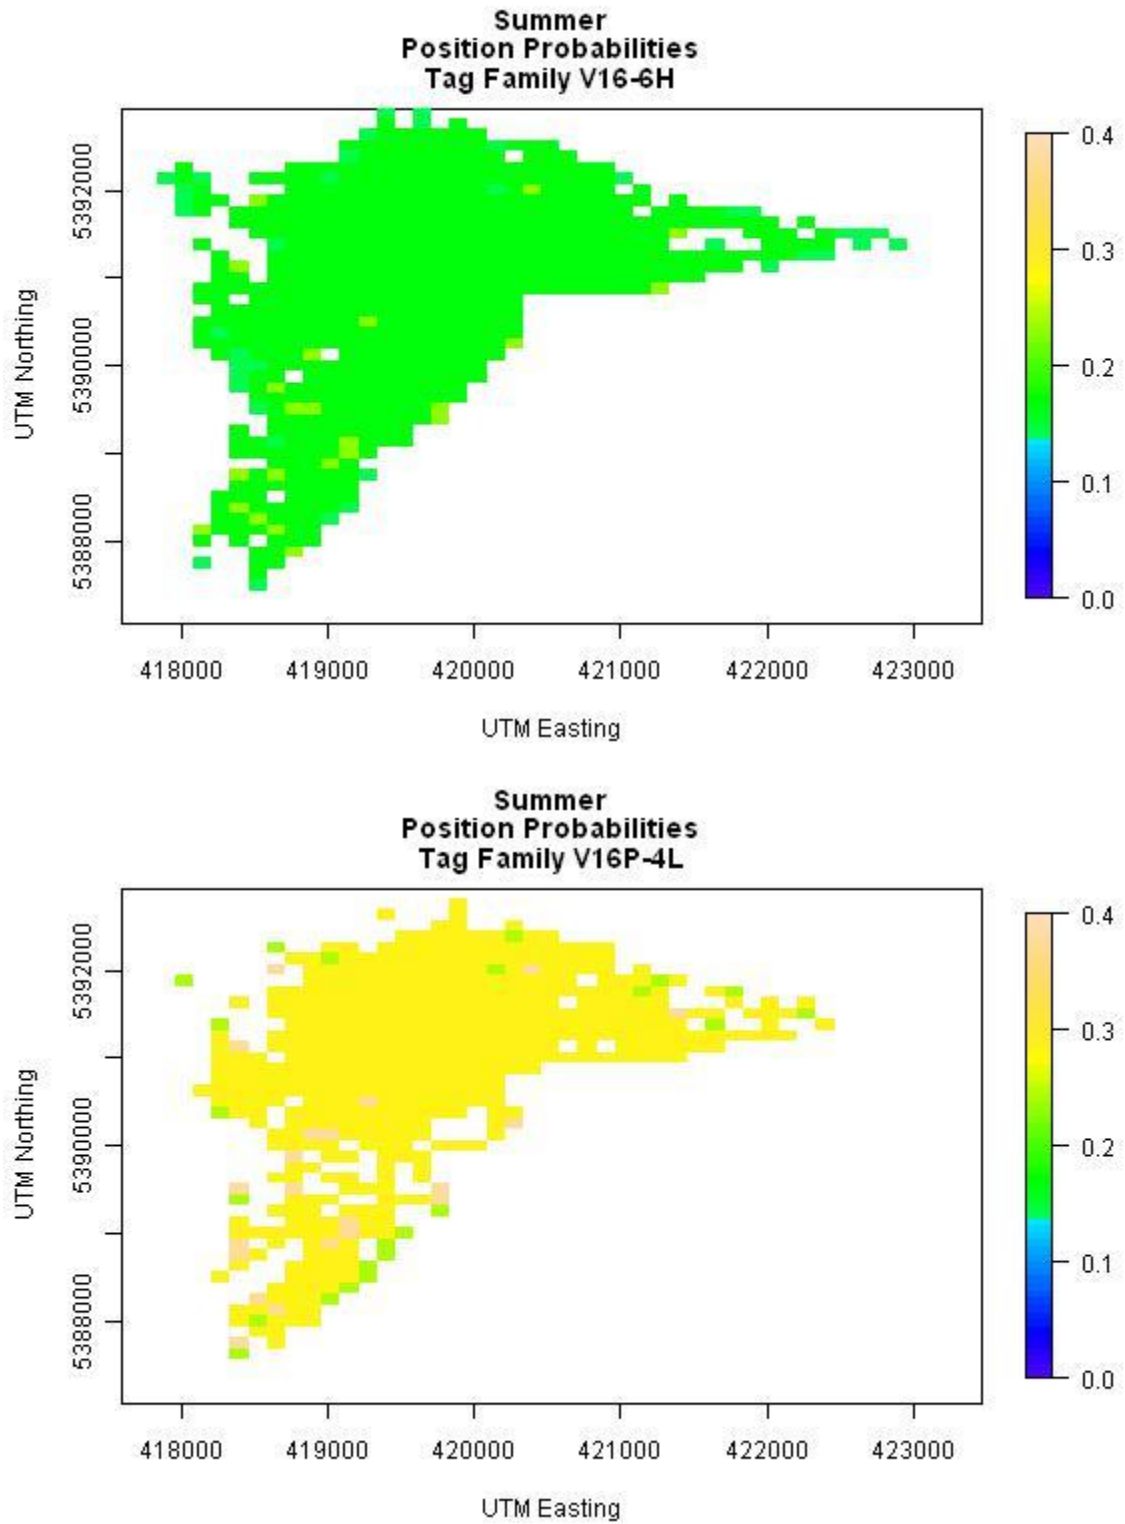 Summer
Position Probabilities
Tag Family V16-6H
UTM Northing
5392000
5390000
5388000
0.4
0.3
0.2
0.1
0.0
418000 419000 420000 421000 422000 423000
UTM Easting
Summer
Position Probabilities
Tag Family V16P-4L
UTM Northing
5392000
5390000
5388000
0.4
0.3
0.2
0.1
0.0
418000 419000 420000 421000 422000 423000
UTM Easting